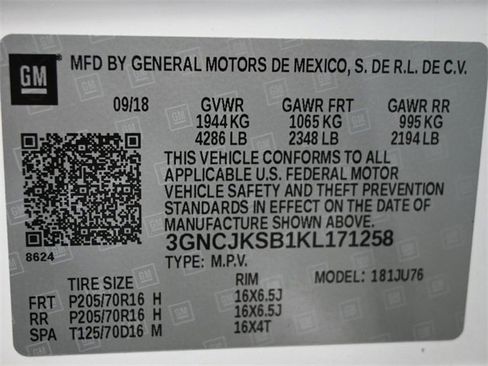 GM MFD BY GENERAL MOTORS DE MEXICO, S. DE R.L. DE C.V.
09/18 GVWR GAWR FRT GAWR RR
1944 KG 1065 KG 995 KG
4286 LB 2348 LB 2194 LB
THIS VEHICLE CONFORMS TO ALL
APPLICABLE U.S. FEDERAL MOTOR
VEHICLE SAFETY AND THEFT PREVENTION
STANDARDS IN EFFECT ON THE DATE OF
MANUFACTURE SHOWN ABOVE.
3GNCJKSB1KL171258
8624 TYPE: M.P.V. MODEL: 181JU76
TIRE SIZE RIM
FRT P205/70R16 H 16X6.5J
RR P205/70R16 H 16X6.5J
SPA T125/70D16 M 16X4T